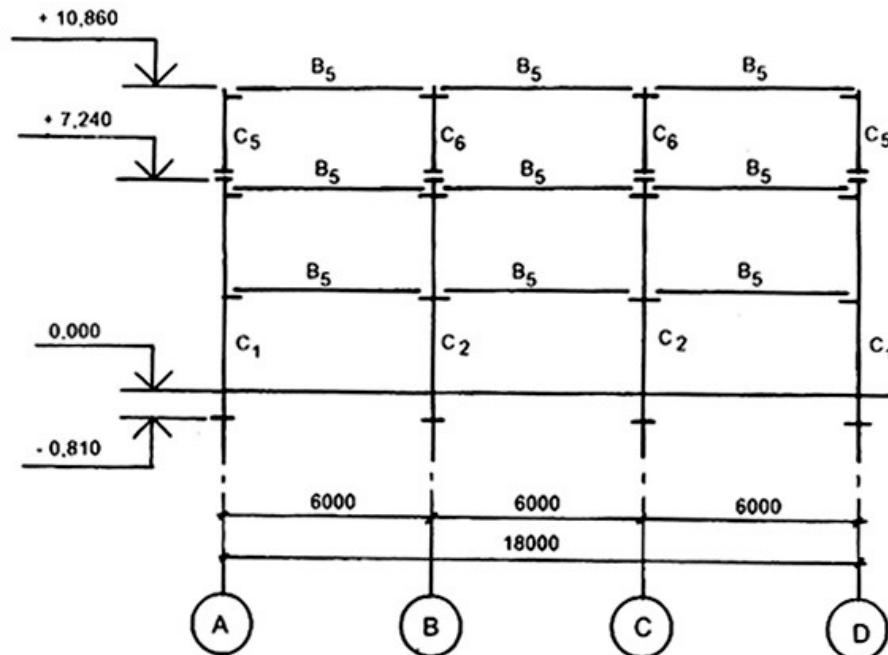 + 10,860
B5 B5 B5
+ 7,240
C5 C6 C6 C5
B5 B5 B5
B5 B5 B5
0,000
C1 C2 C2
- 0,810
6000 6000 6000
18000
A B C D